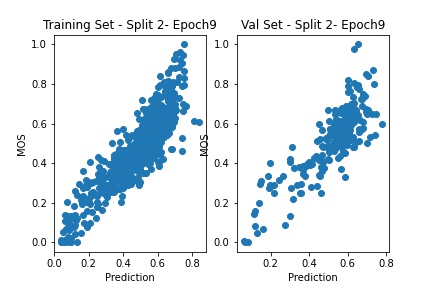 Training Set - Split 2- Epoch9
Val Set - Split 2- Epoch9
1.0
0.8
0.6
0.4
0.2
0.0
MOS
0.0 0.2 0.4 0.6 0.8
Prediction
1.0
0.8
0.6
0.4
0.2
0.0
MOS
0.2 0.4 0.6 0.8
Prediction